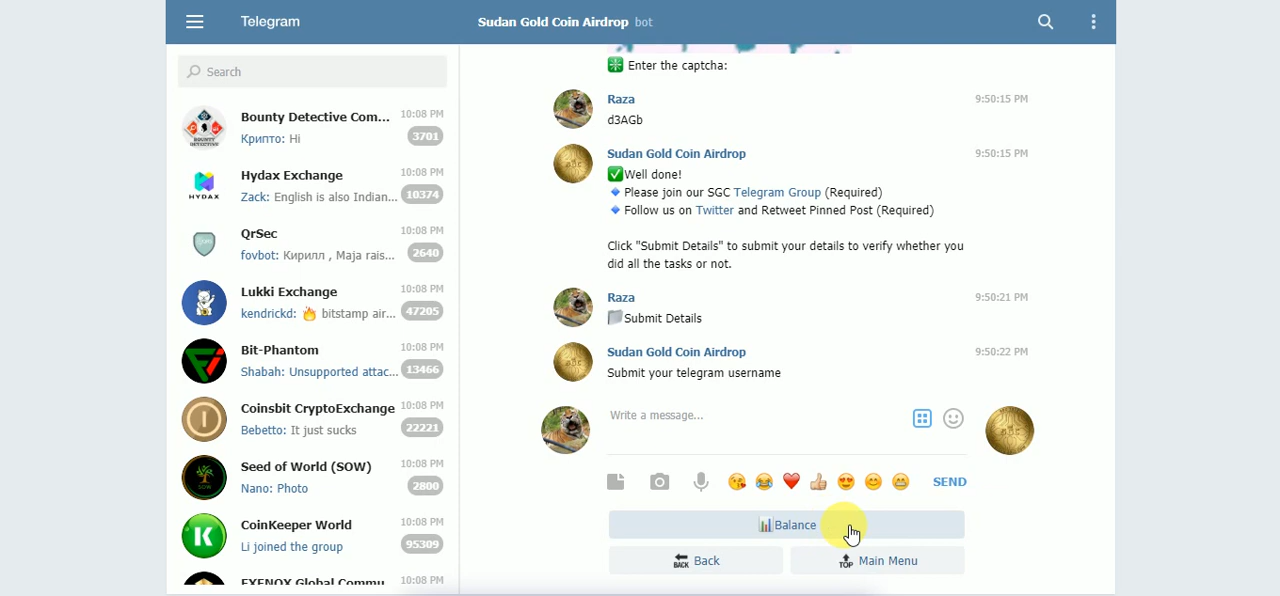 Telegram
Sudan Gold Coin Airdrop bot
Search
Bounty Detective Com... 10:08 PM
Крипто: Hi 3701
Hydax Exchange 10:08 PM
Zack: English is also Indian... 10374
HYDAX
QrSec 10:08 PM
fovbot: Кирилл , Maja rais... 2640
Lukki Exchange 10:08 PM
kendrickd: 🔥 bitstamp air... 47205
Bit-Phantom 10:08 PM
Shabah: Unsupported attac... 13466
Coinsbit CryptoExchange 10:08 PM
Bebetto: It just sucks 22221
Seed of World (SOW) 10:08 PM
Nano: Photo 2800
CoinKeeper World 10:08 PM
Li joined the group 95309
EXENOX Global Commu 10:08 PM
Enter the captcha:
Raza 9:50:15 PM
d3AGb
Sudan Gold Coin Airdrop 9:50:15 PM
✅Well done!
🔹Please join our SGC Telegram Group (Required)
🔹Follow us on Twitter and Retweet Pinned Post (Required)
Click "Submit Details" to submit your details to verify whether you
did all the tasks or not.
Raza 9:50:21 PM
Submit Details
Sudan Gold Coin Airdrop 9:50:22 PM
Submit your telegram username
Write a message...
SEND
📊Balance
🔙 Back 🔝 Main Menu